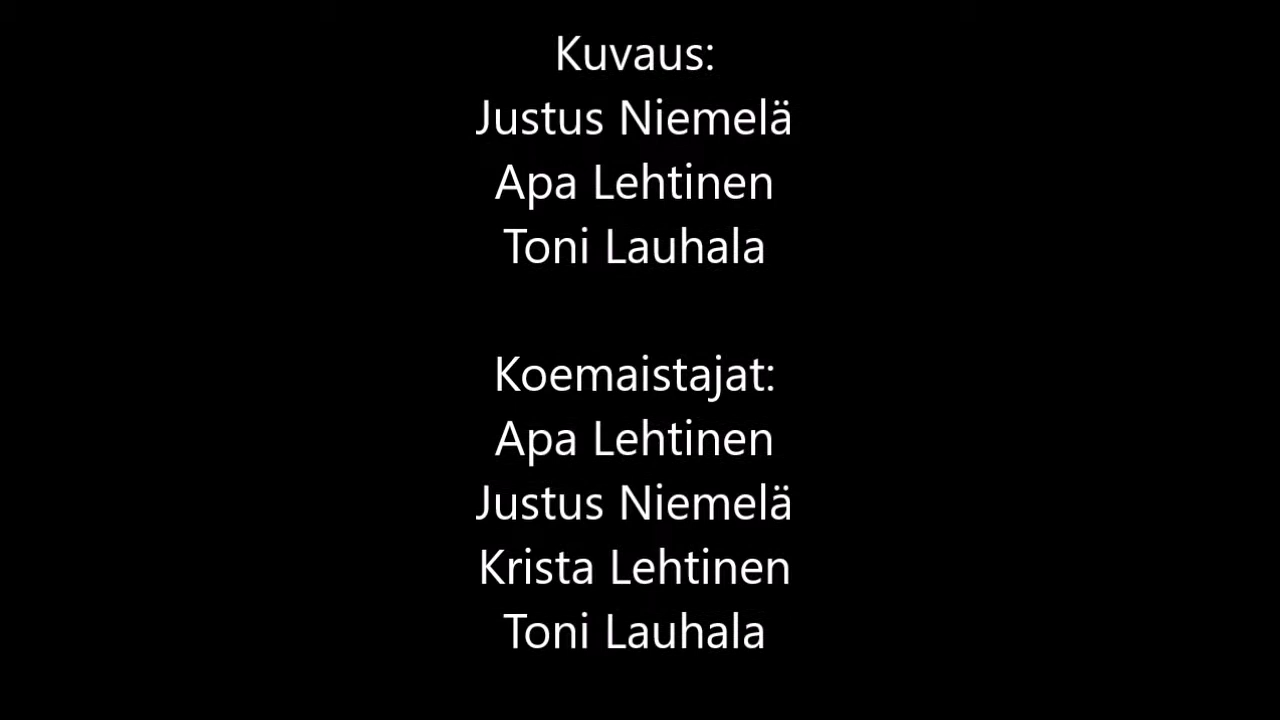 Kuvaus:
Justus Niemelä
Apa Lehtinen
Toni Lauhala
Koemaistajat:
Apa Lehtinen
Justus Niemelä
Krista Lehtinen
Toni Lauhala